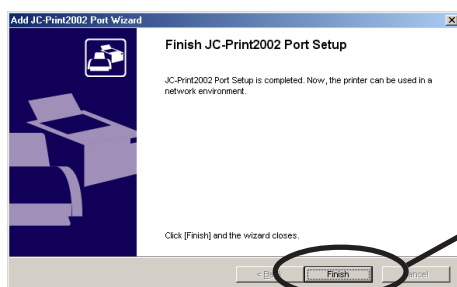 Add JC-Print2002 Port Wizard
Finish JC-Print2002 Port Setup
JC-Print2002 Port Setup is completed. Now, the printer can be used in a
network environment.
Click [Finish] and the wizard closes.
Finish